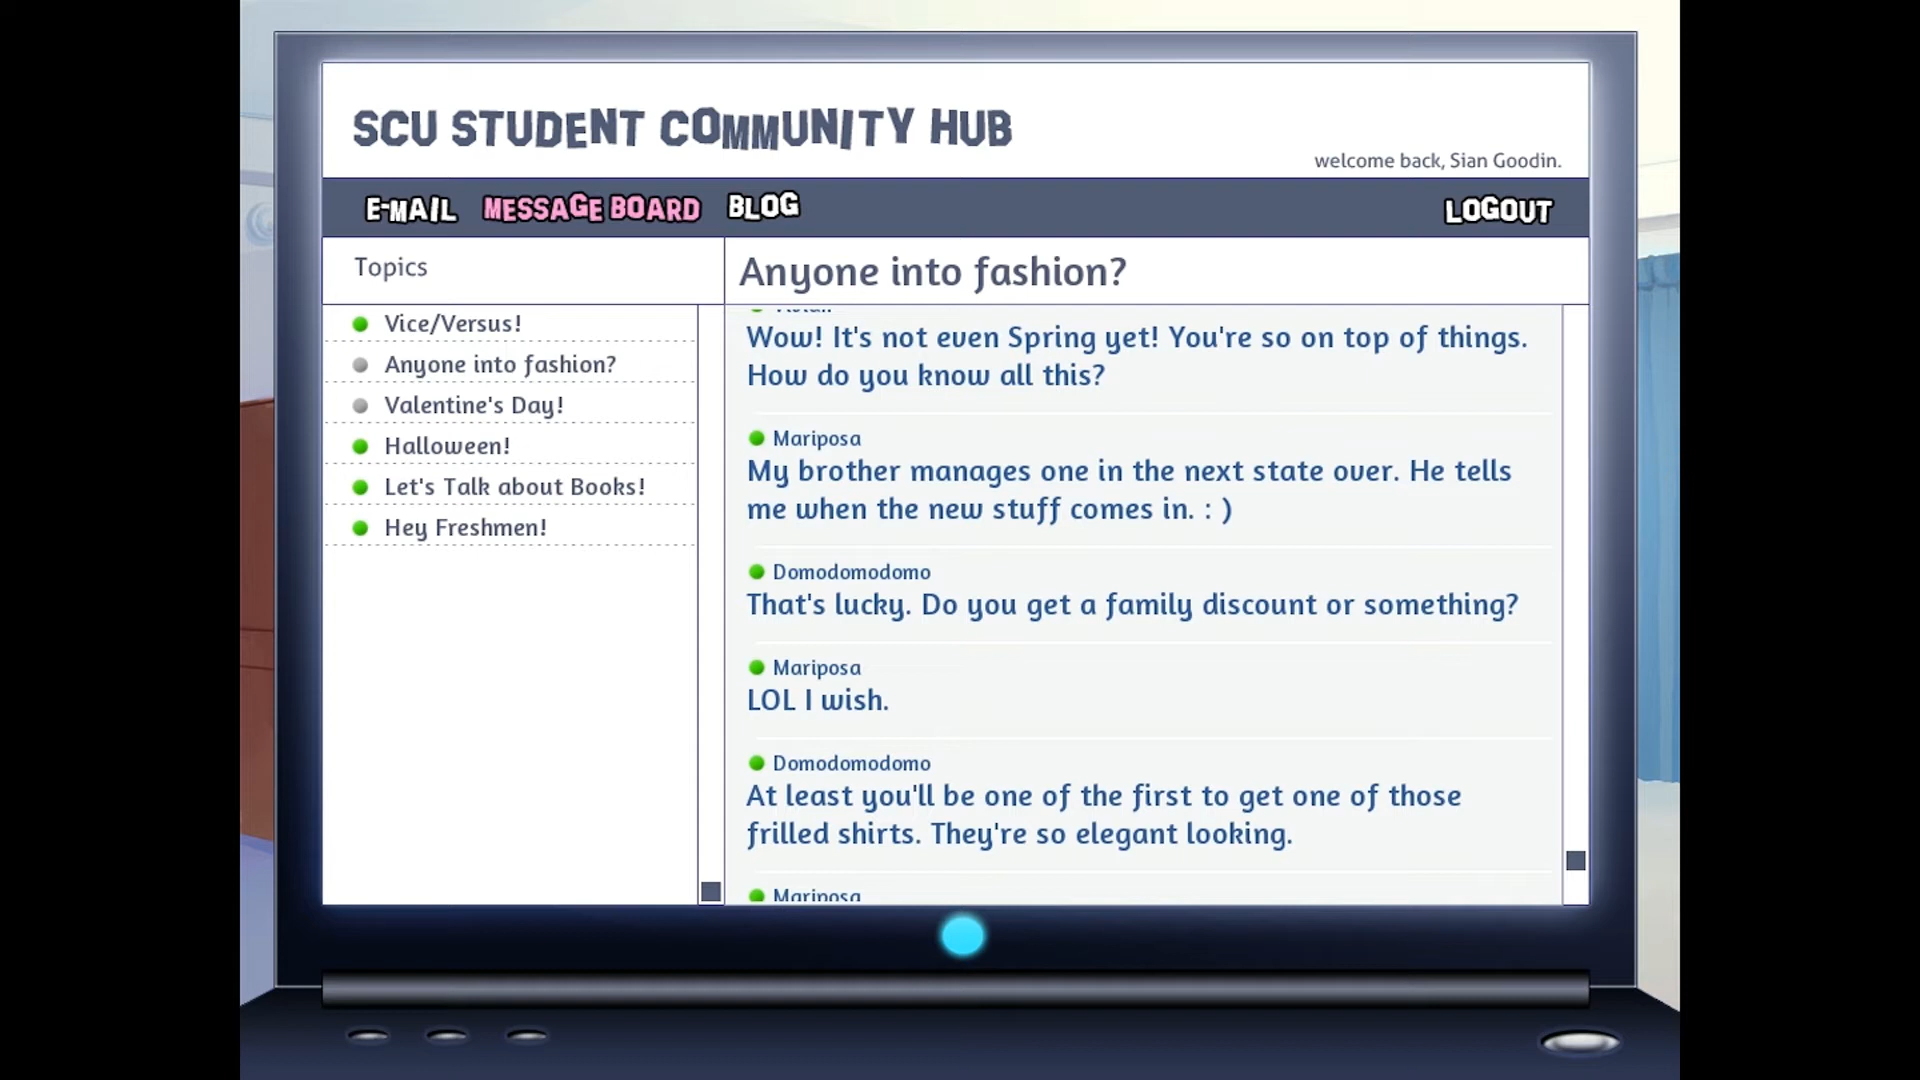 SCU STUDENT COMMUNITY HUB
welcome back, Sian Goodin.
E-MAIL MESSAGE BOARD BLOG LOGOUT
Topics
Vice/Versus!
Anyone into fashion?
Valentine's Day!
Halloween!
Let's Talk about Books!
Hey Freshmen!
Anyone into fashion?
Wow! It's not even Spring yet! You're so on top of things.
How do you know all this?
Mariposa
My brother manages one in the next state over. He tells
me when the new stuff comes in. : )
Domodomodomo
That's lucky. Do you get a family discount or something?
Mariposa
LOL I wish.
Domodomodomo
At least you'll be one of the first to get one of those
frilled shirts. They're so elegant looking.
Mariposa